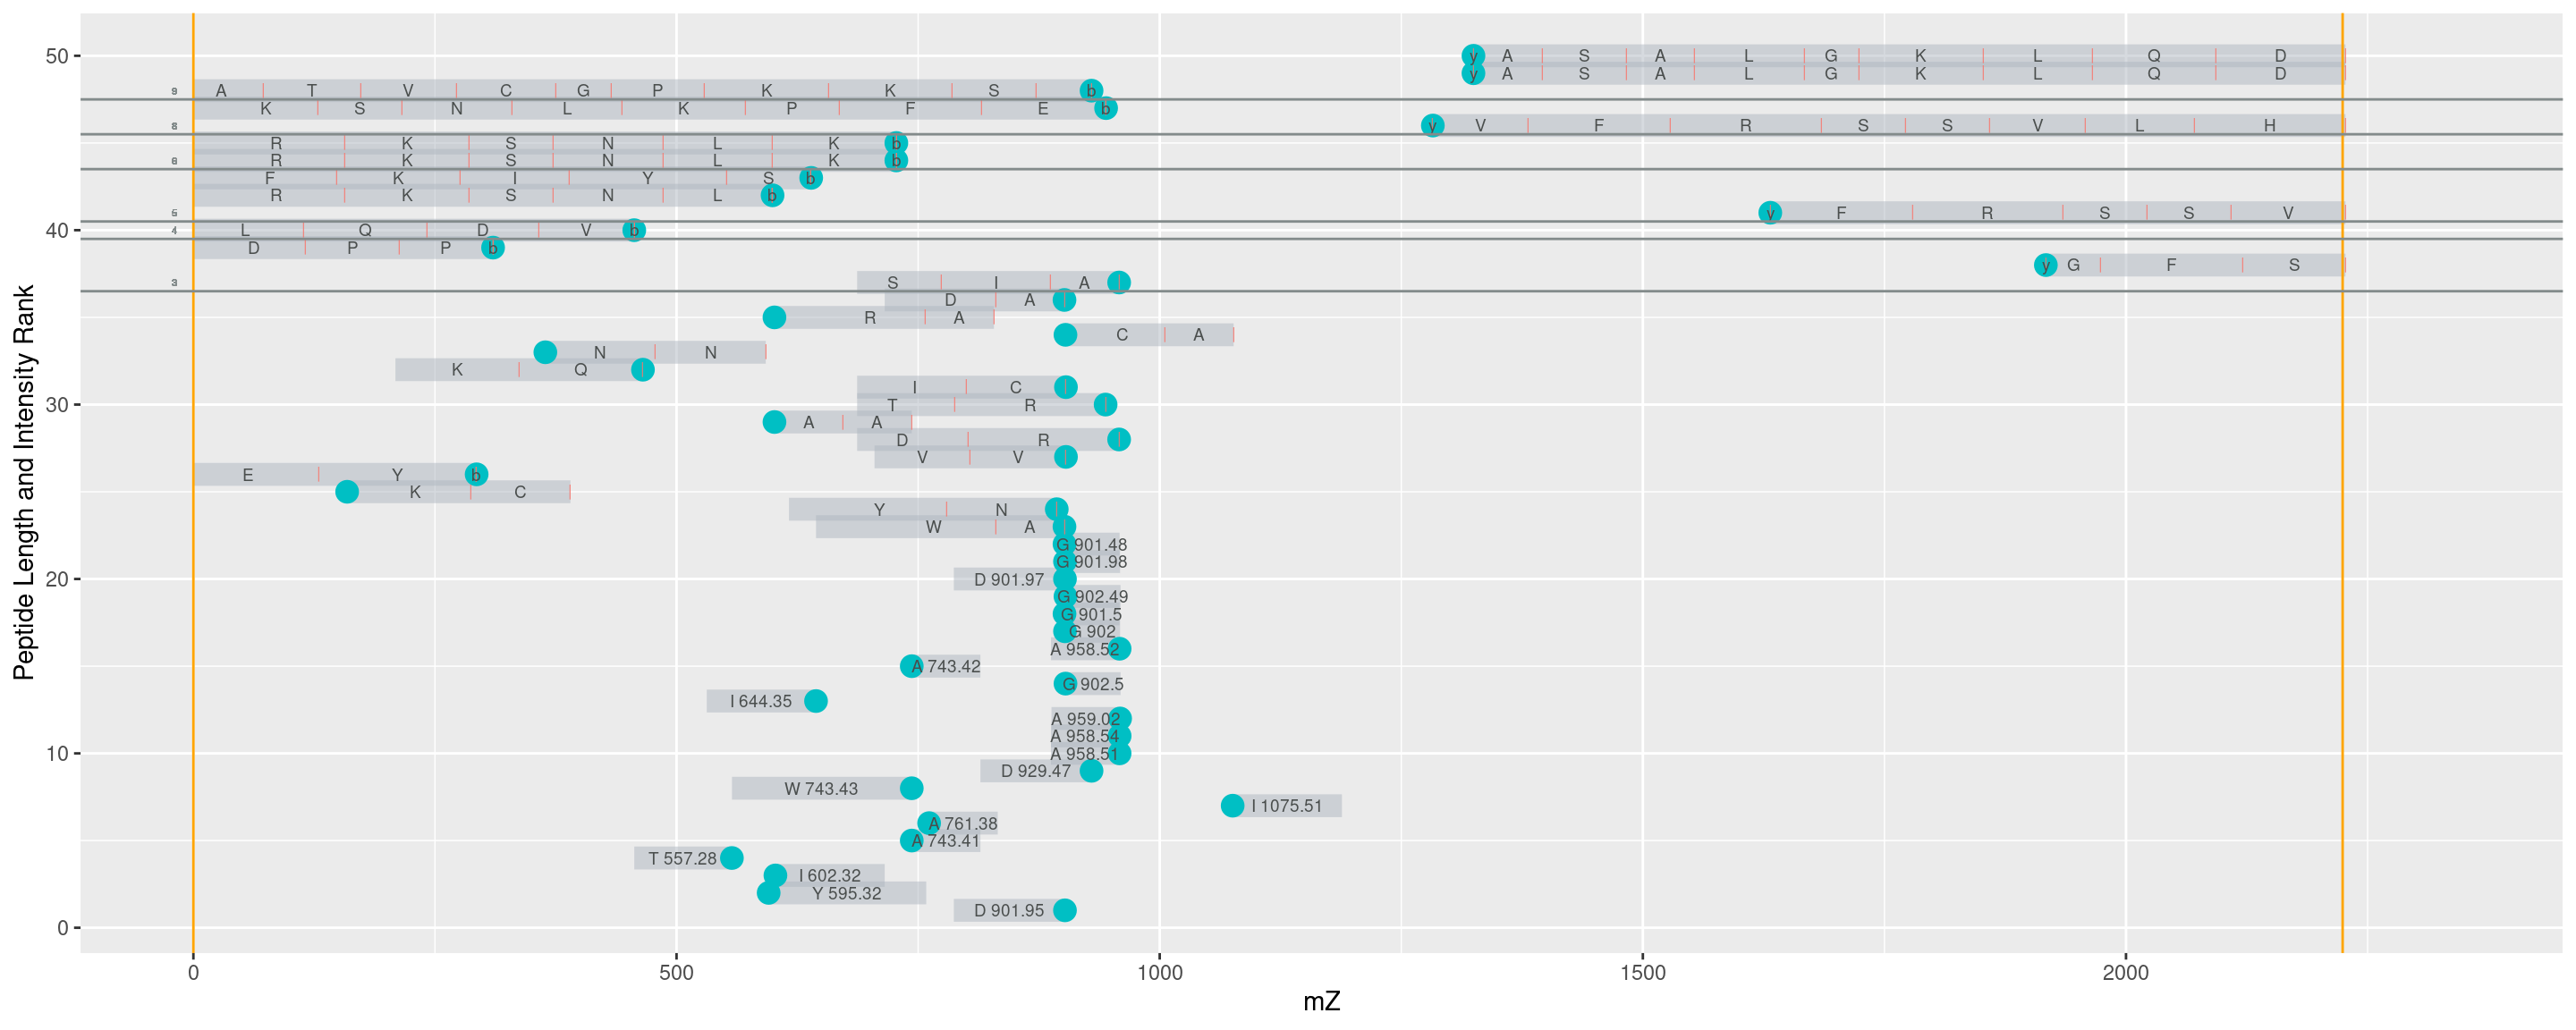 50
y A S A L G K L Q D
y A S A L G K L Q D
9 A T V C G P K K S b
K S N L K P F E b
8 y V F R S S V L H
R K S N L K b
6 R K S N L K b
F K I Y S b
R K S N L b
5 y F R S S V
40 4 L Q D V b
D P P b
y G F S
3 S I A
D A
R A
C A
N N
K Q
I C
30 T R
A A
D R
V V
E Y b
K C
Y N
W A
G 901.48
G 901.98
20 D 901.97
G 902.49
G 901.5
G 902
A 958.52
A 743.42
G 902.5
I 644.35
A 959.02
A 958.54
10 A 958.51
D 929.47
W 743.43
I 1075.51
A 761.38
A 743.41
T 557.28
I 602.32
Y 595.32
D 901.95
0
0 500 1000 1500 2000
mZ
Peptide Length and Intensity Rank